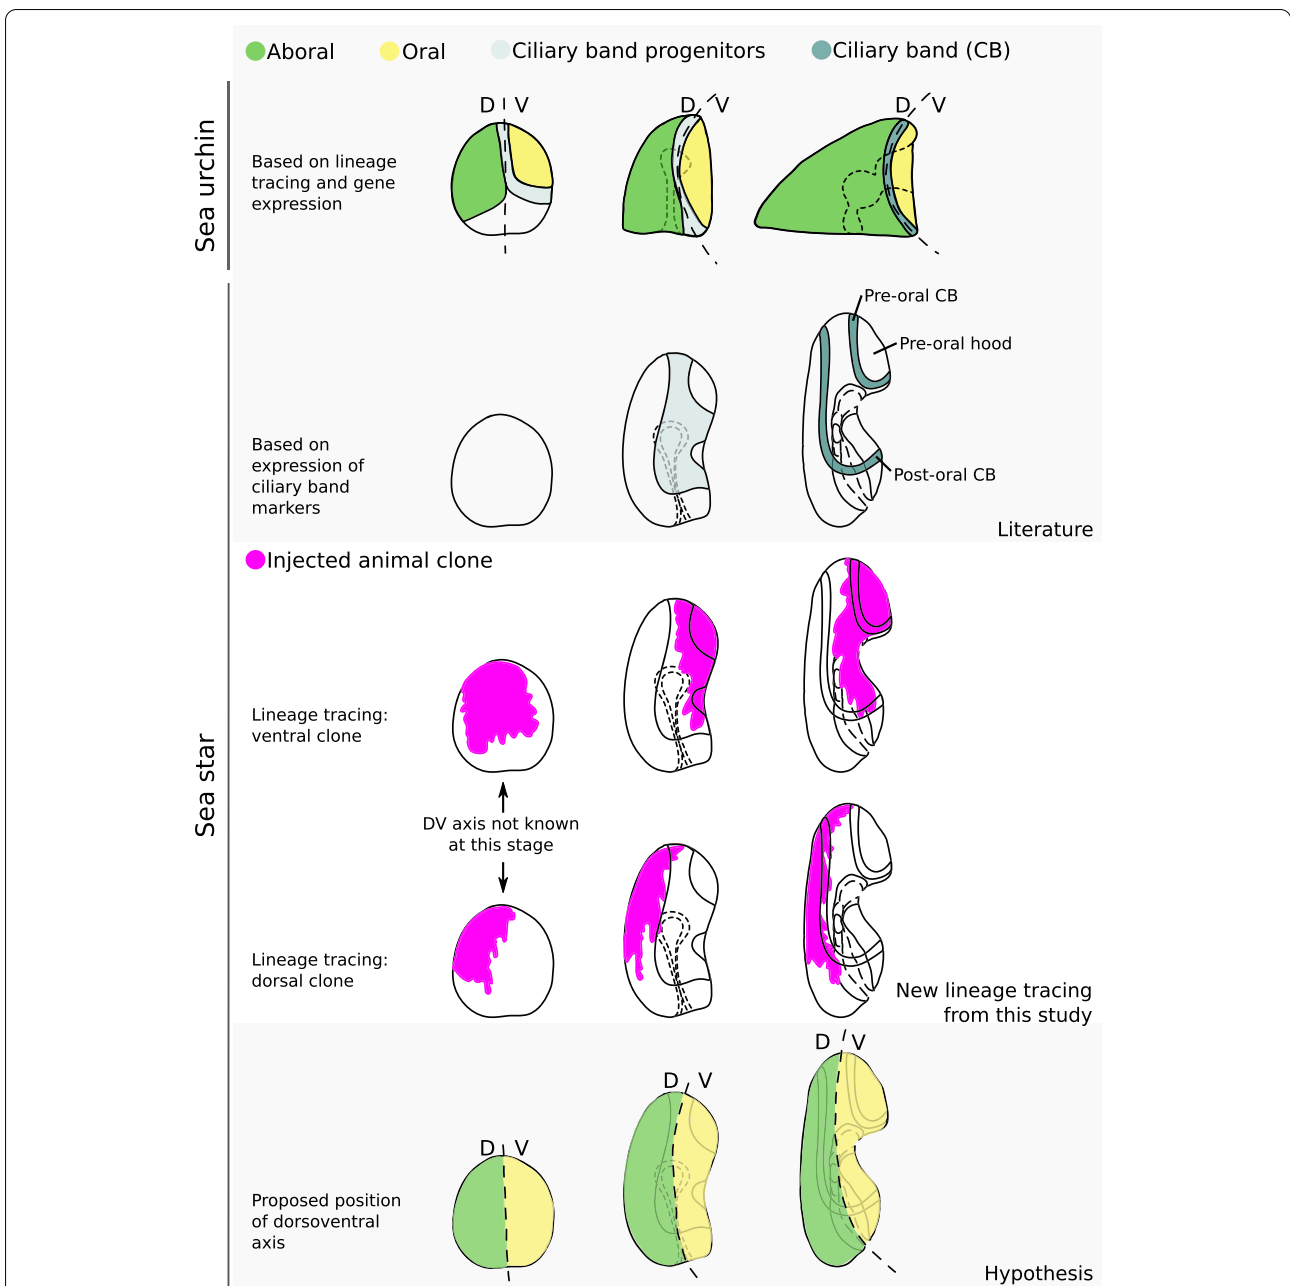 Aboral
Oral
Ciliary band progenitors
Ciliary band (CB)
Sea urchin
D V
D V
D V
Based on lineage
tracing and gene
expression
Sea star
Pre-oral CB
Pre-oral hood
Based on
expression of
ciliary band
markers
Post-oral CB
Literature
Injected animal clone
Lineage tracing:
ventral clone
DV axis not known
at this stage
Lineage tracing:
dorsal clone
New lineage tracing
from this study
D V
D V
D V
Proposed position
of dorsoventral
axis
Hypothesis